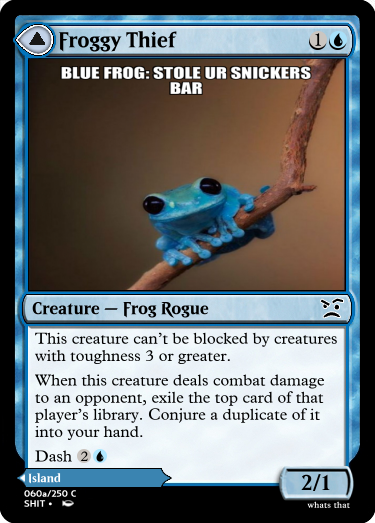 Froggy Thief 1
BLUE FROG: STOLE UR SNICKERS
BAR
Creature — Frog Rogue
This creature can't be blocked by creatures
with toughness 3 or greater.
When this creature deals combat damage
to an opponent, exile the top card of that
player's library. Conjure a duplicate of it
into your hand.
Dash 2
Island
2/1
060a/250 C
SHIT •
whats that